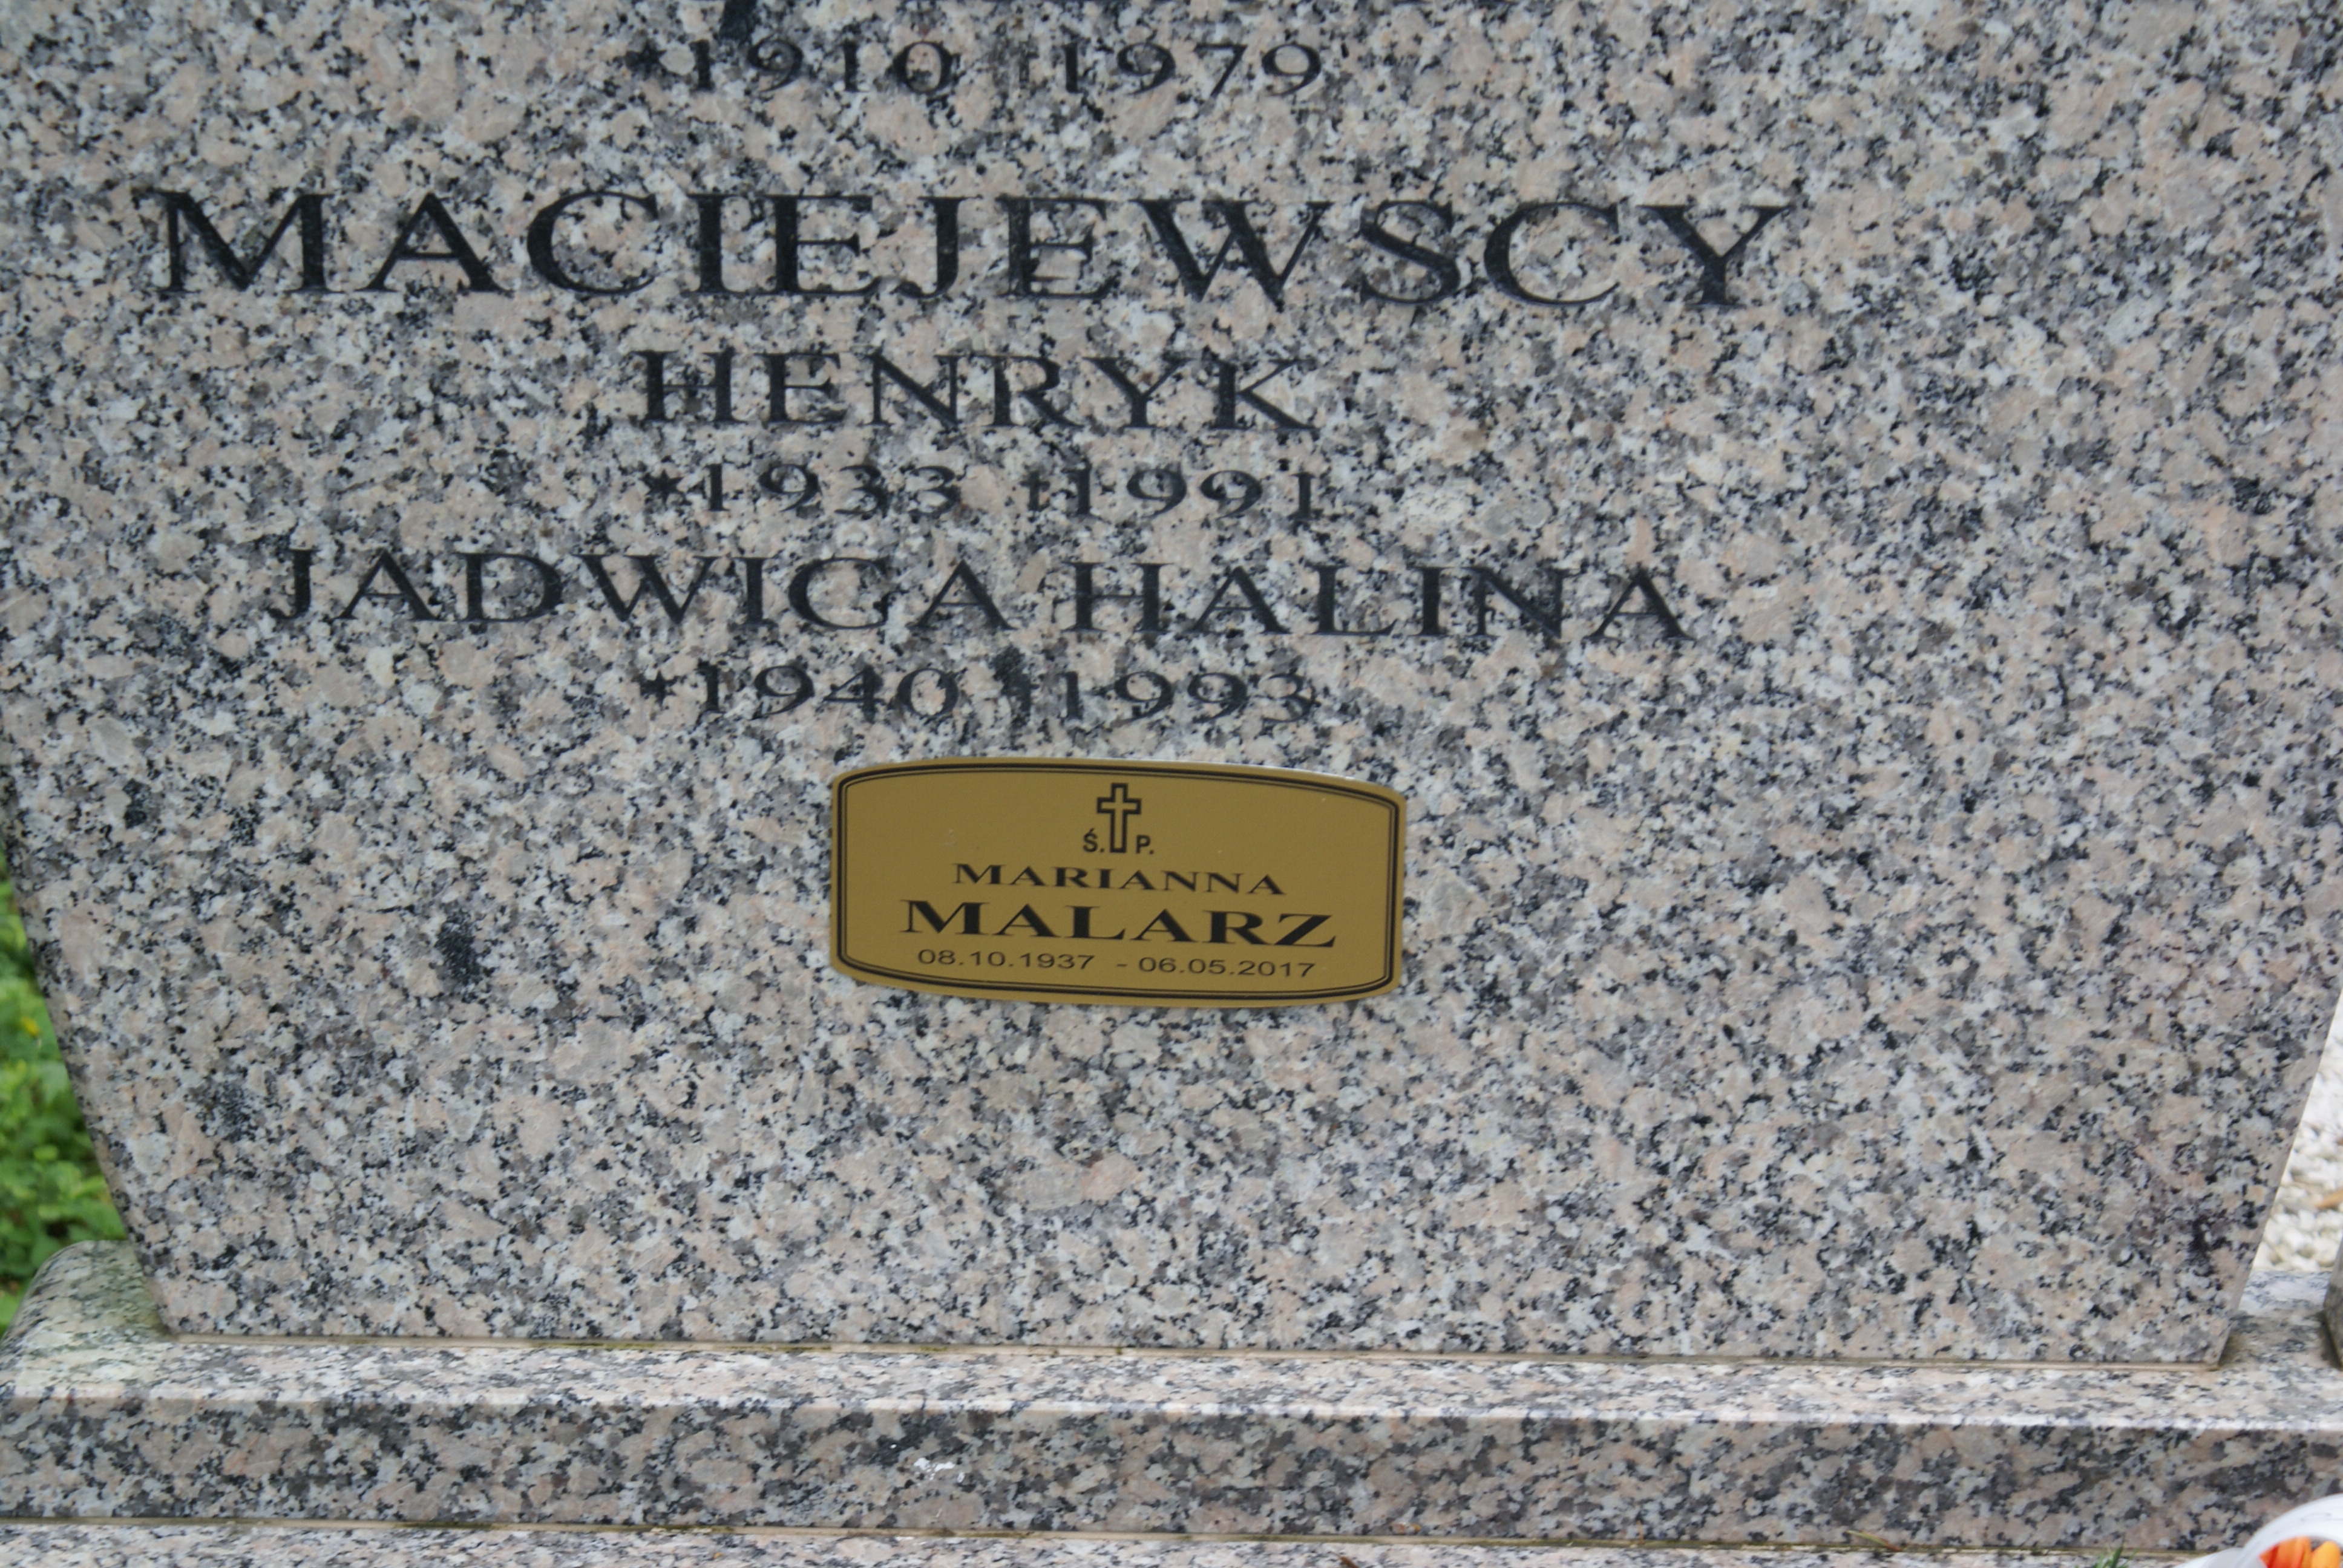 *1910 †1979
MACIEJEWSCY
HENRYK
*1933 †1991
JADWIGA HALINA
*1940 †1993
Ś. P.
MARIANNA
MALARZ
08.10.1937 - 06.05.2017